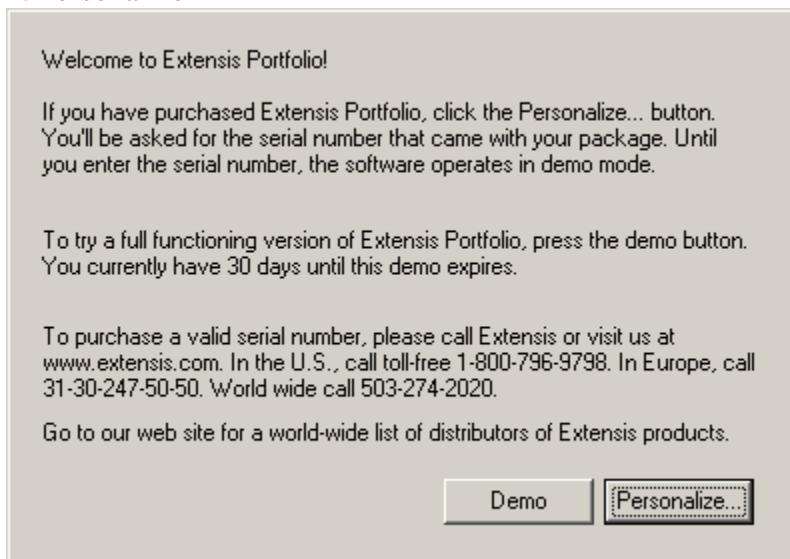 Welcome to Extensis Portfolio!
If you have purchased Extensis Portfolio, click the Personalize... button.
You'll be asked for the serial number that came with your package. Until
you enter the serial number, the software operates in demo mode.
To try a full functioning version of Extensis Portfolio, press the demo button.
You currently have 30 days until this demo expires.
To purchase a valid serial number, please call Extensis or visit us at
www.extensis.com. In the U.S., call toll-free 1-800-796-9798. In Europe, call
31-30-247-50-50. World wide call 503-274-2020.
Go to our web site for a world-wide list of distributors of Extensis products.
Demo Personalize...